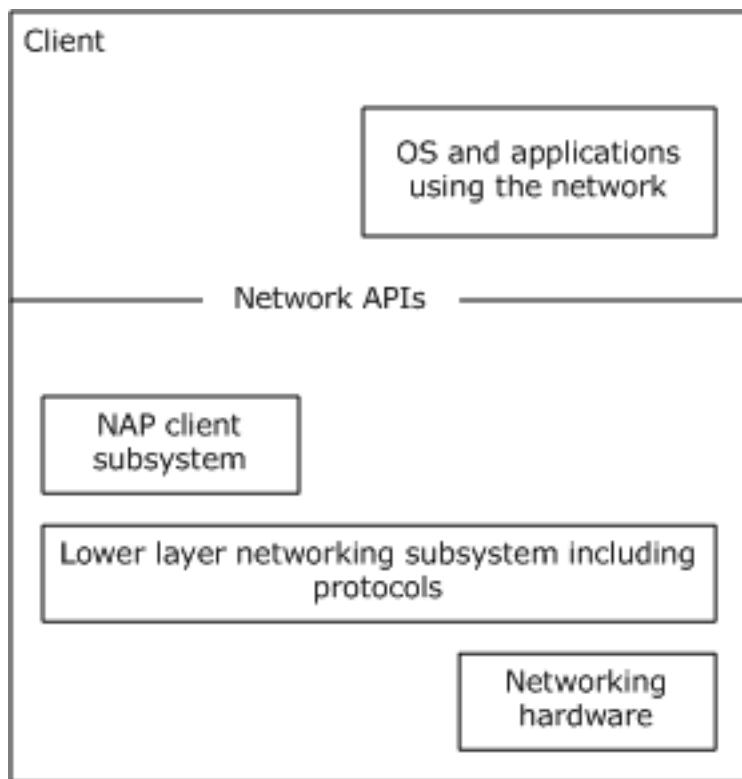 Client
OS and applications
using the network
Network APIs
NAP client
subsystem
Lower layer networking subsystem including
protocols
Networking
hardware